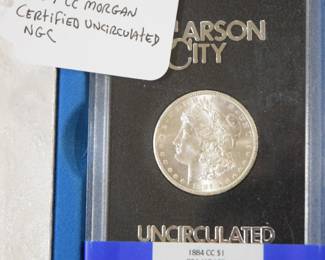 CC MORGAN
CERTIFIED UNCIRCULATED
NGC
CARSON
CITY
UNCIRCULATED
1884-CC $1